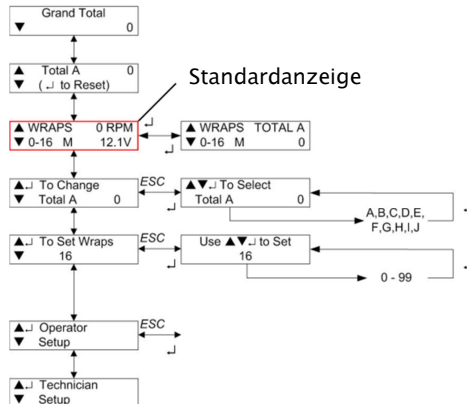 Grand Total
▼ 0
▲ Total A 0
▼ (↵ to Reset)
Standardanzeige
▲ WRAPS 0 RPM
▼ 0-16 M 12.1V
↵
↵
▲ WRAPS TOTAL A
▼ 0-16 M 0
▲↵ To Change
▼ Total A 0
ESC
↵
▲▼↵ To Select
Total A 0
A,B,C,D,E,
F,G,H,I,J
↵
▲↵ To Set Wraps
▼ 16
ESC
↵
Use ▲▼↵ to Set
16
0 - 99
↵
▲↵ Operator
▼ Setup
ESC
↵
▲↵ Technician
▼ Setup